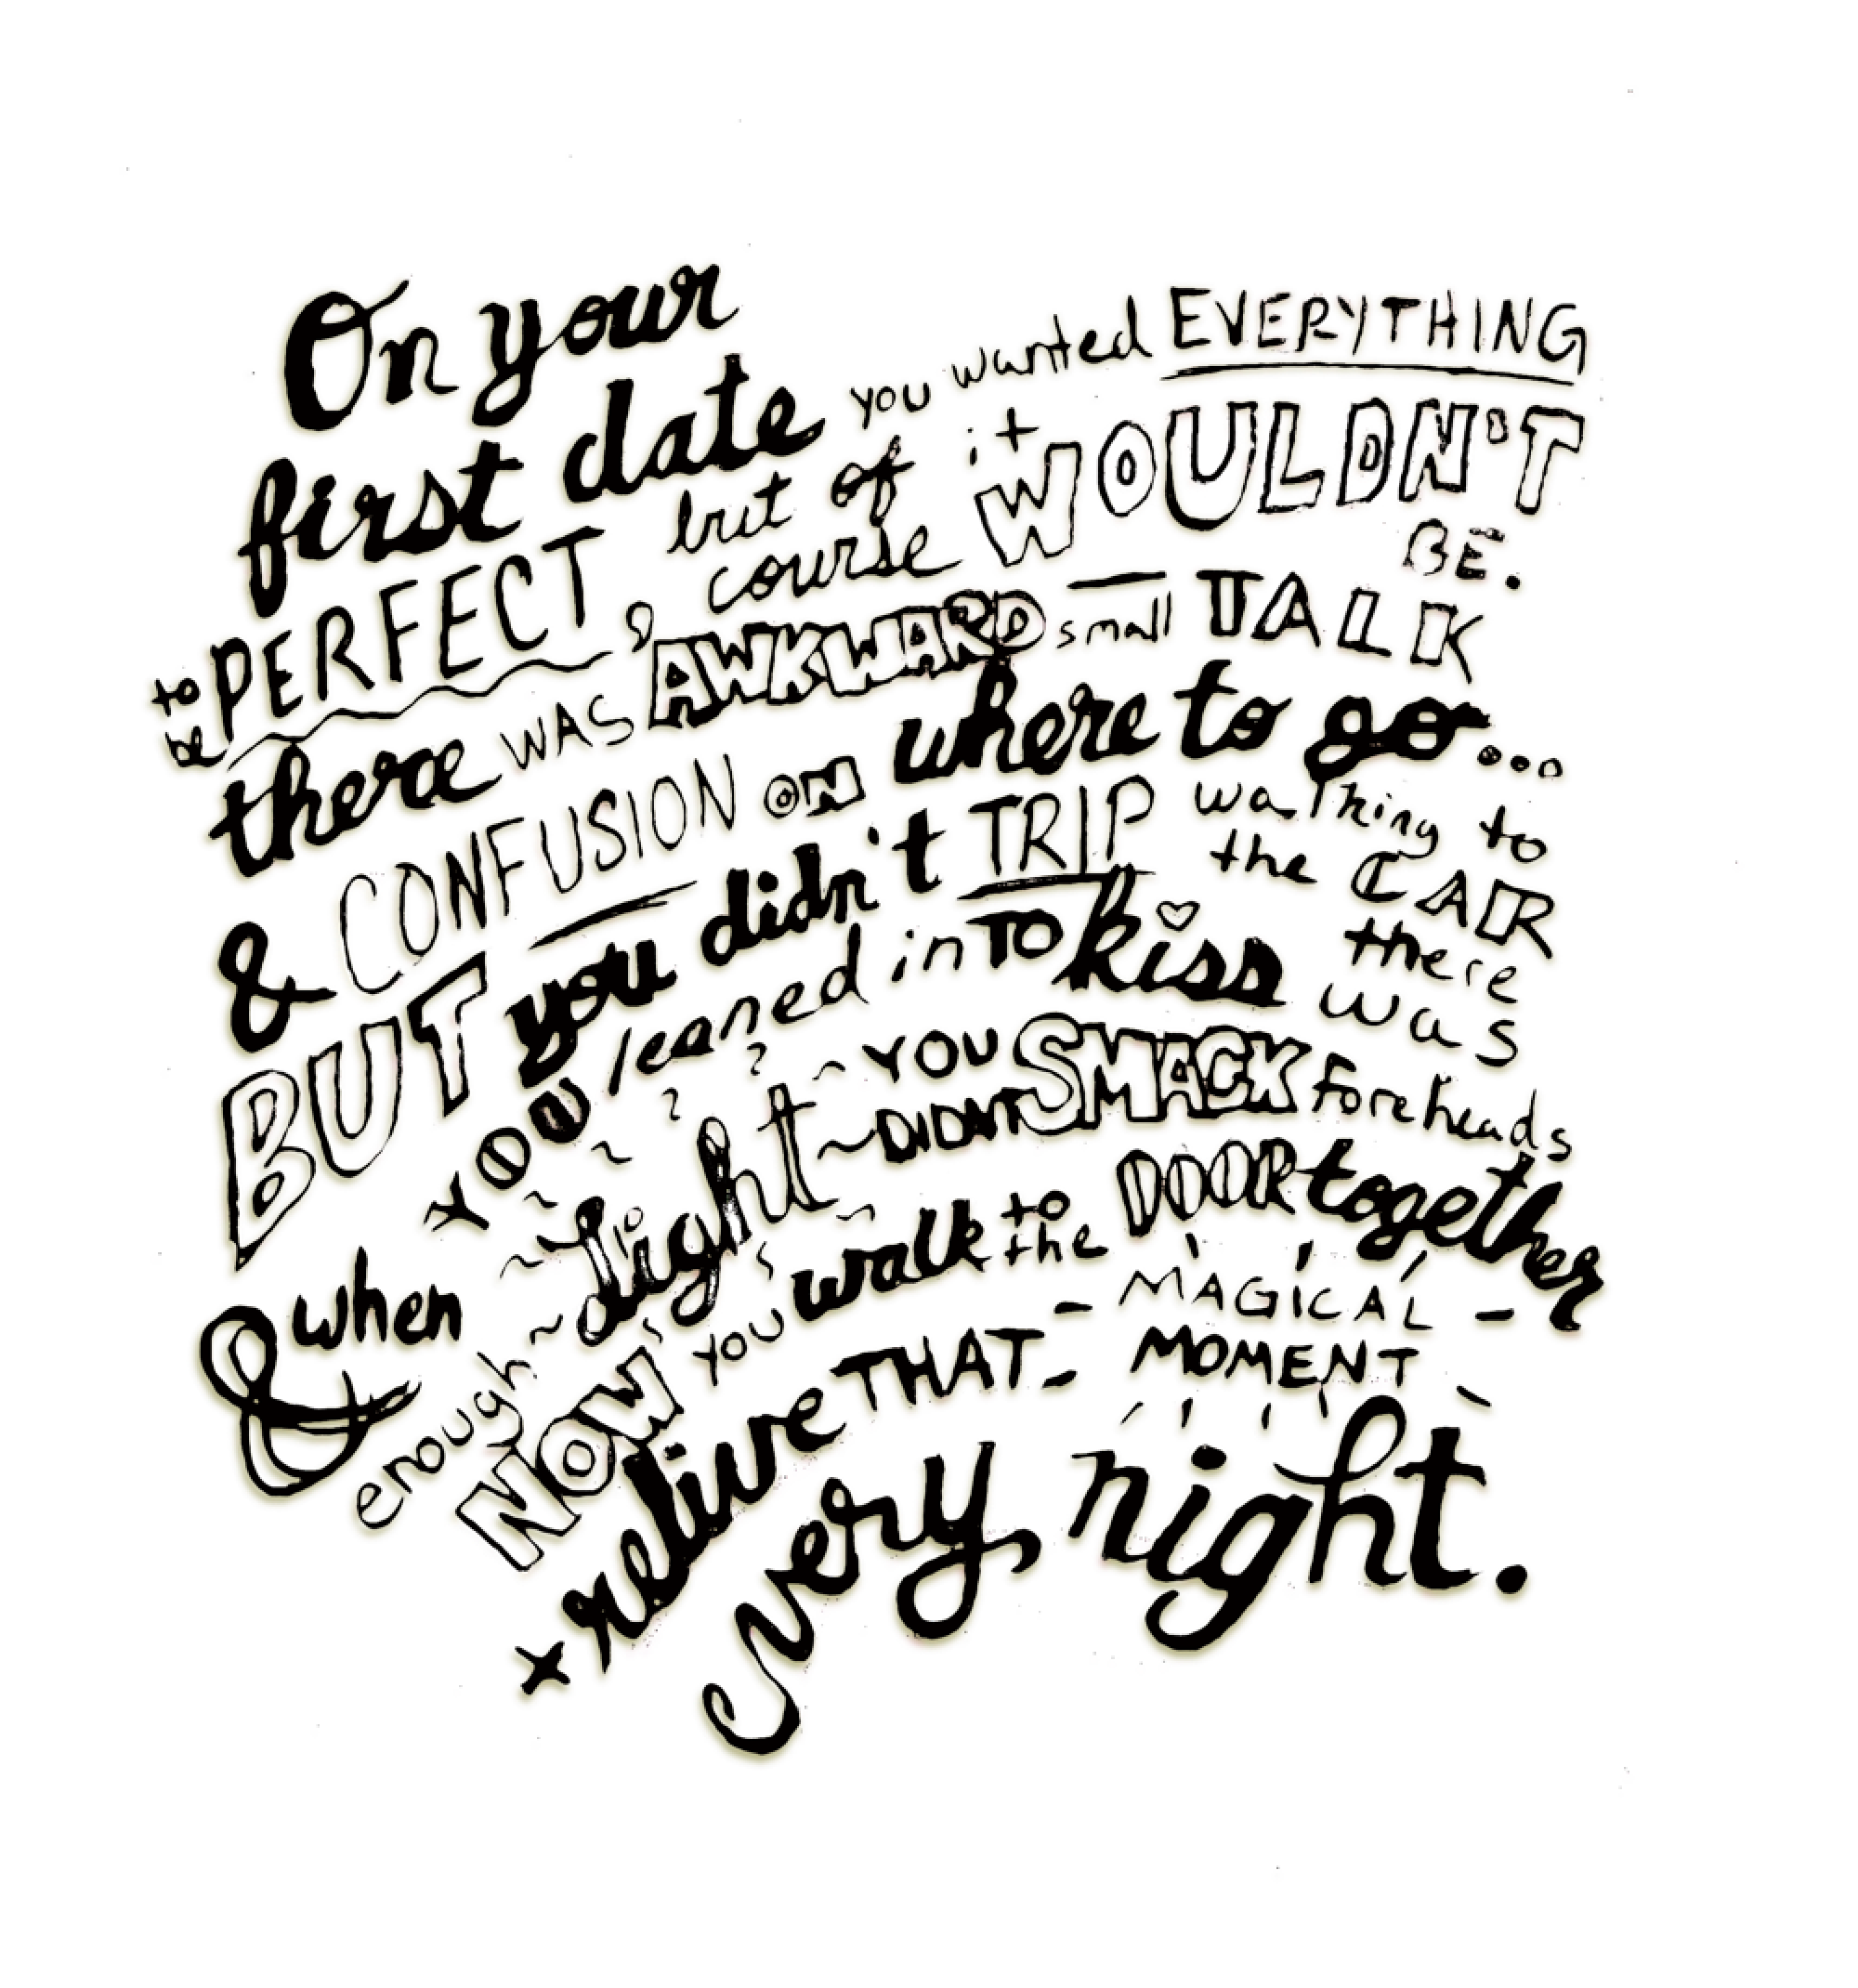 On your
first date you wanted EVERYTHING
to be PERFECT, but of course it WOULDN'T BE.
there was AWKWARD small TALK
& CONFUSION ON where to go...
BUT you didn't TRIP walking to the CAR
& when YOU leaned in TO kiss there was
enough light YOU DIDN'T SMACK foreheads
NOW YOU walk to the DOOR together
+ relive THAT MAGICAL MOMENT
every night.